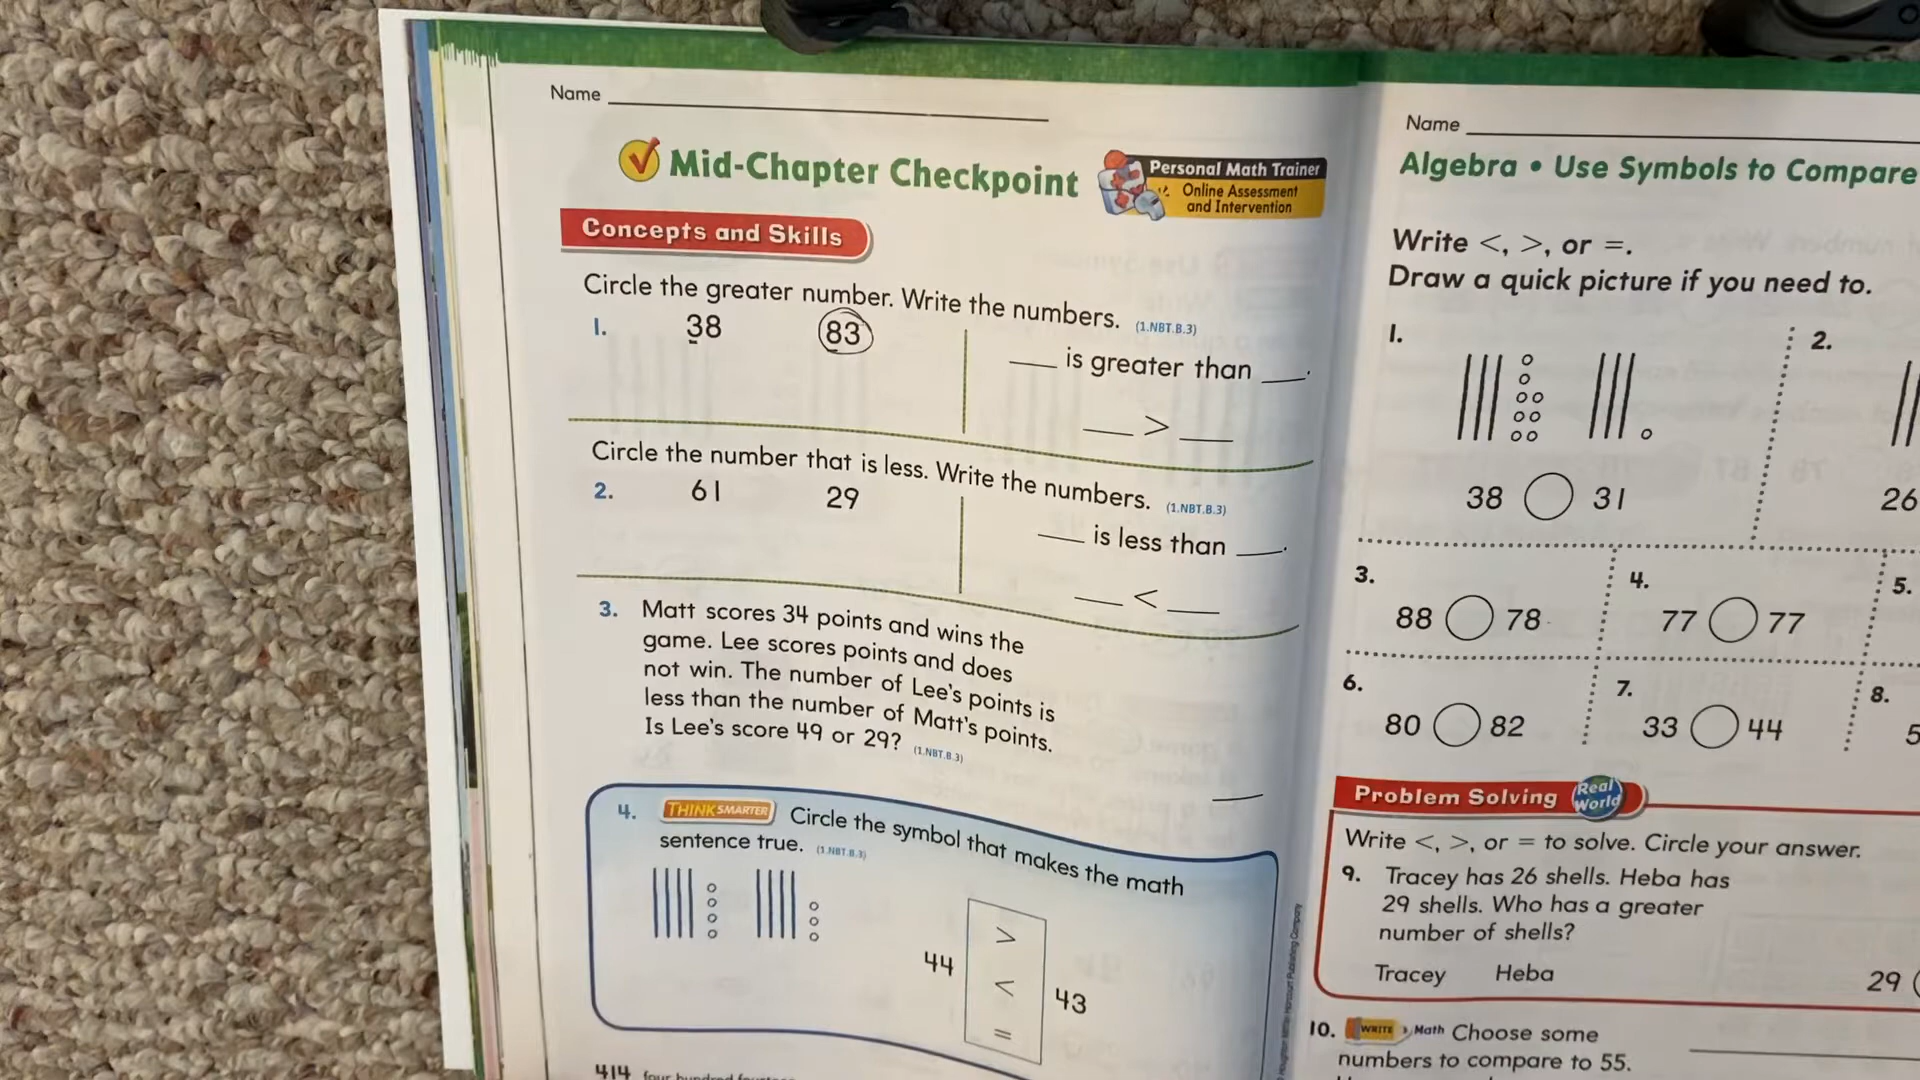 Name
Mid-Chapter Checkpoint
Personal Math Trainer
Online Assessment
and Intervention
Concepts and Skills
Circle the greater number. Write the numbers. (1.NBT.B.3)
1. 38 83
___ is greater than ___.
___ > ___
Circle the number that is less. Write the numbers. (1.NBT.B.3)
2. 61 29
___ is less than ___.
___ < ___
3. Matt scores 34 points and wins the
game. Lee scores points and does
not win. The number of Lee's points is
less than the number of Matt's points.
Is Lee's score 49 or 29? (1.NBT.B.3)
4. THINK SMARTER Circle the symbol that makes the math
sentence true. (1.NBT.B.3)
44
>
<
=
43
414 four hundred
Name
Algebra • Use Symbols to Compare
Write <, >, or =.
Draw a quick picture if you need to.
1.
2.
38 31
26
3.
88 78
4.
77 77
5.
6.
80 82
7.
33 44
8.
5
Problem Solving Real World
Write <, >, or = to solve. Circle your answer.
9. Tracey has 26 shells. Heba has
29 shells. Who has a greater
number of shells?
Tracey Heba
29
10. WRITE Math Choose some
numbers to compare to 55.